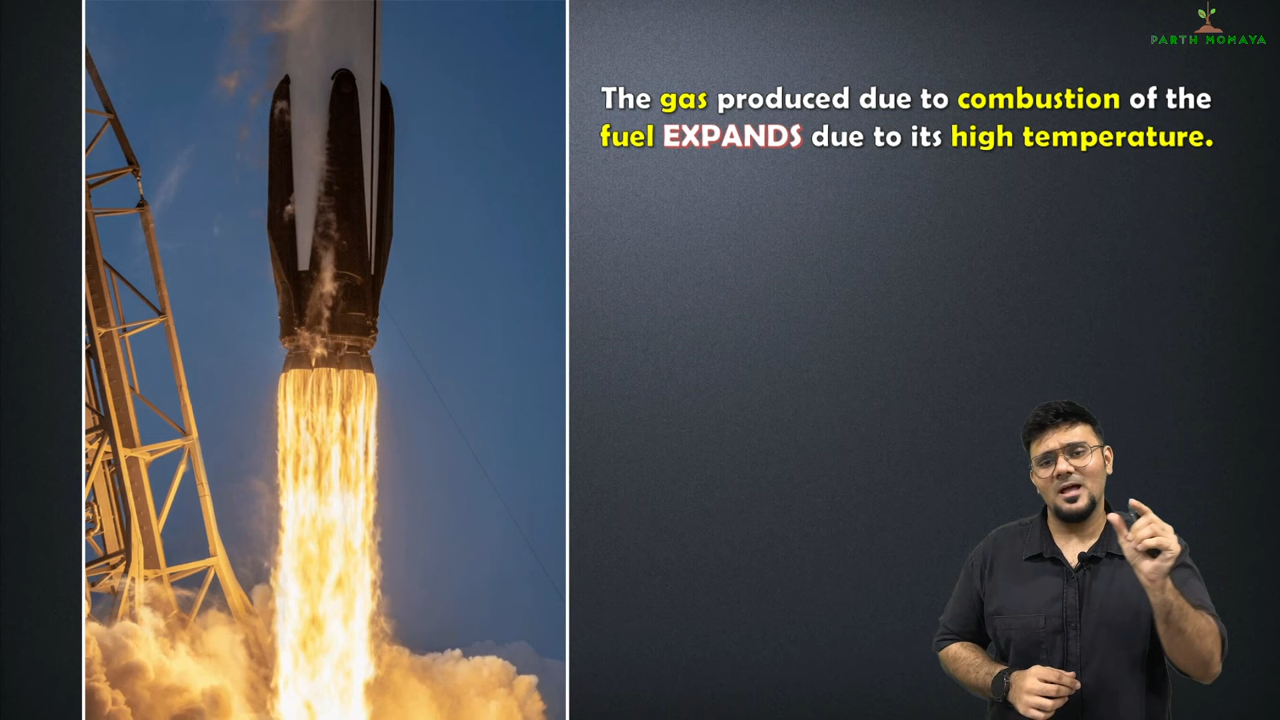 PARTH MOMAYA
The gas produced due to combustion of the
fuel EXPANDS due to its high temperature.